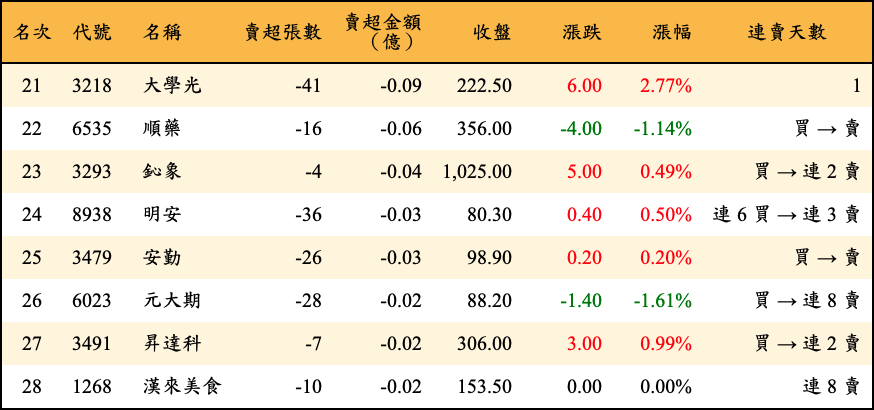 名次 代號 名稱 賣超張數 賣超金額（億） 收盤 漲跌 漲幅 連賣天數
21 3218 大學光 -41 -0.09 222.50 6.00 2.77% 1
22 6535 順藥 -16 -0.06 356.00 -4.00 -1.14% 買 → 賣
23 3293 鈊象 -4 -0.04 1,025.00 5.00 0.49% 買 → 連 2 賣
24 8938 明安 -36 -0.03 80.30 0.40 0.50% 連 6 買 → 連 3 賣
25 3479 安勤 -26 -0.03 98.90 0.20 0.20% 買 → 賣
26 6023 元大期 -28 -0.02 88.20 -1.40 -1.61% 買 → 連 8 賣
27 3491 昇達科 -7 -0.02 306.00 3.00 0.99% 買 → 連 2 賣
28 1268 漢來美食 -10 -0.02 153.50 0.00 0.00% 連 8 賣